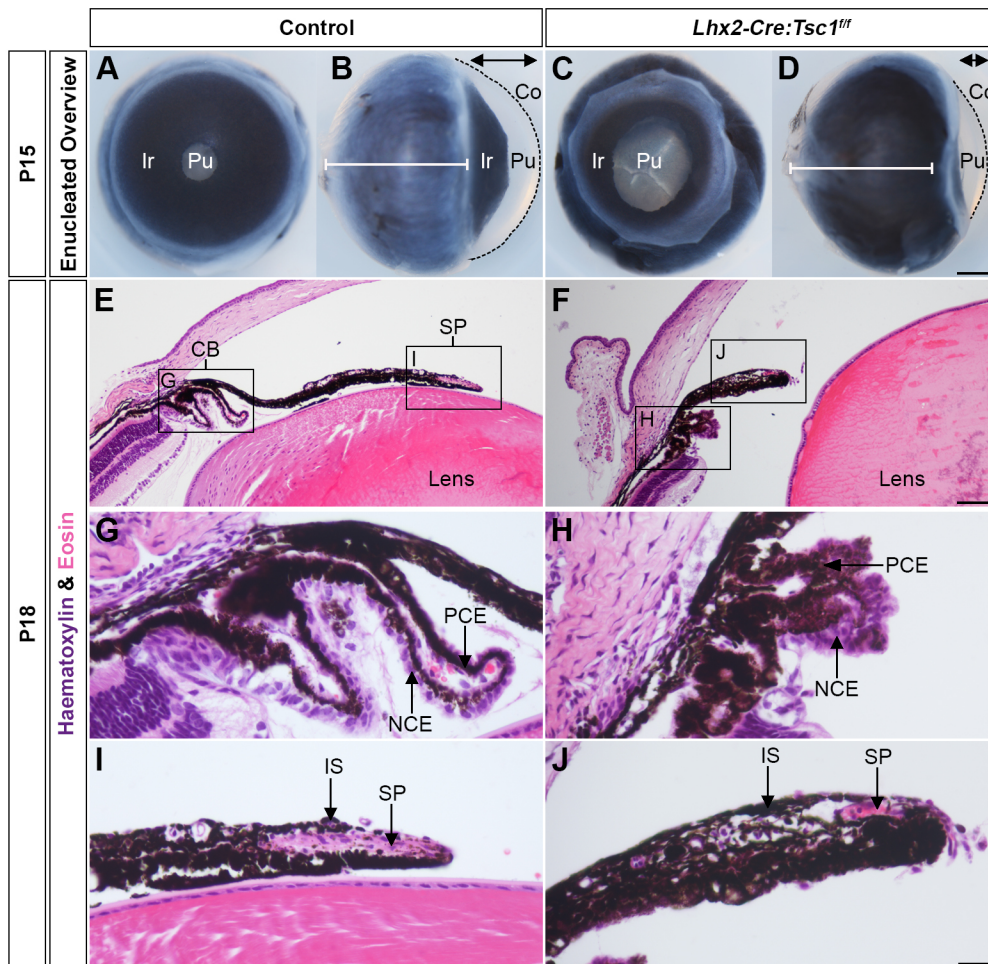 Control
Lhx2-Cre:Tsc1f/f
P15
Enucleated Overview
A
Ir
Pu
B
Co
Ir
Pu
C
Ir
Pu
D
Co
Pu
P18
Haematoxylin & Eosin
E
CB
G
SP
I
Lens
F
J
H
Lens
G
PCE
NCE
H
PCE
NCE
I
IS
SP
J
IS
SP